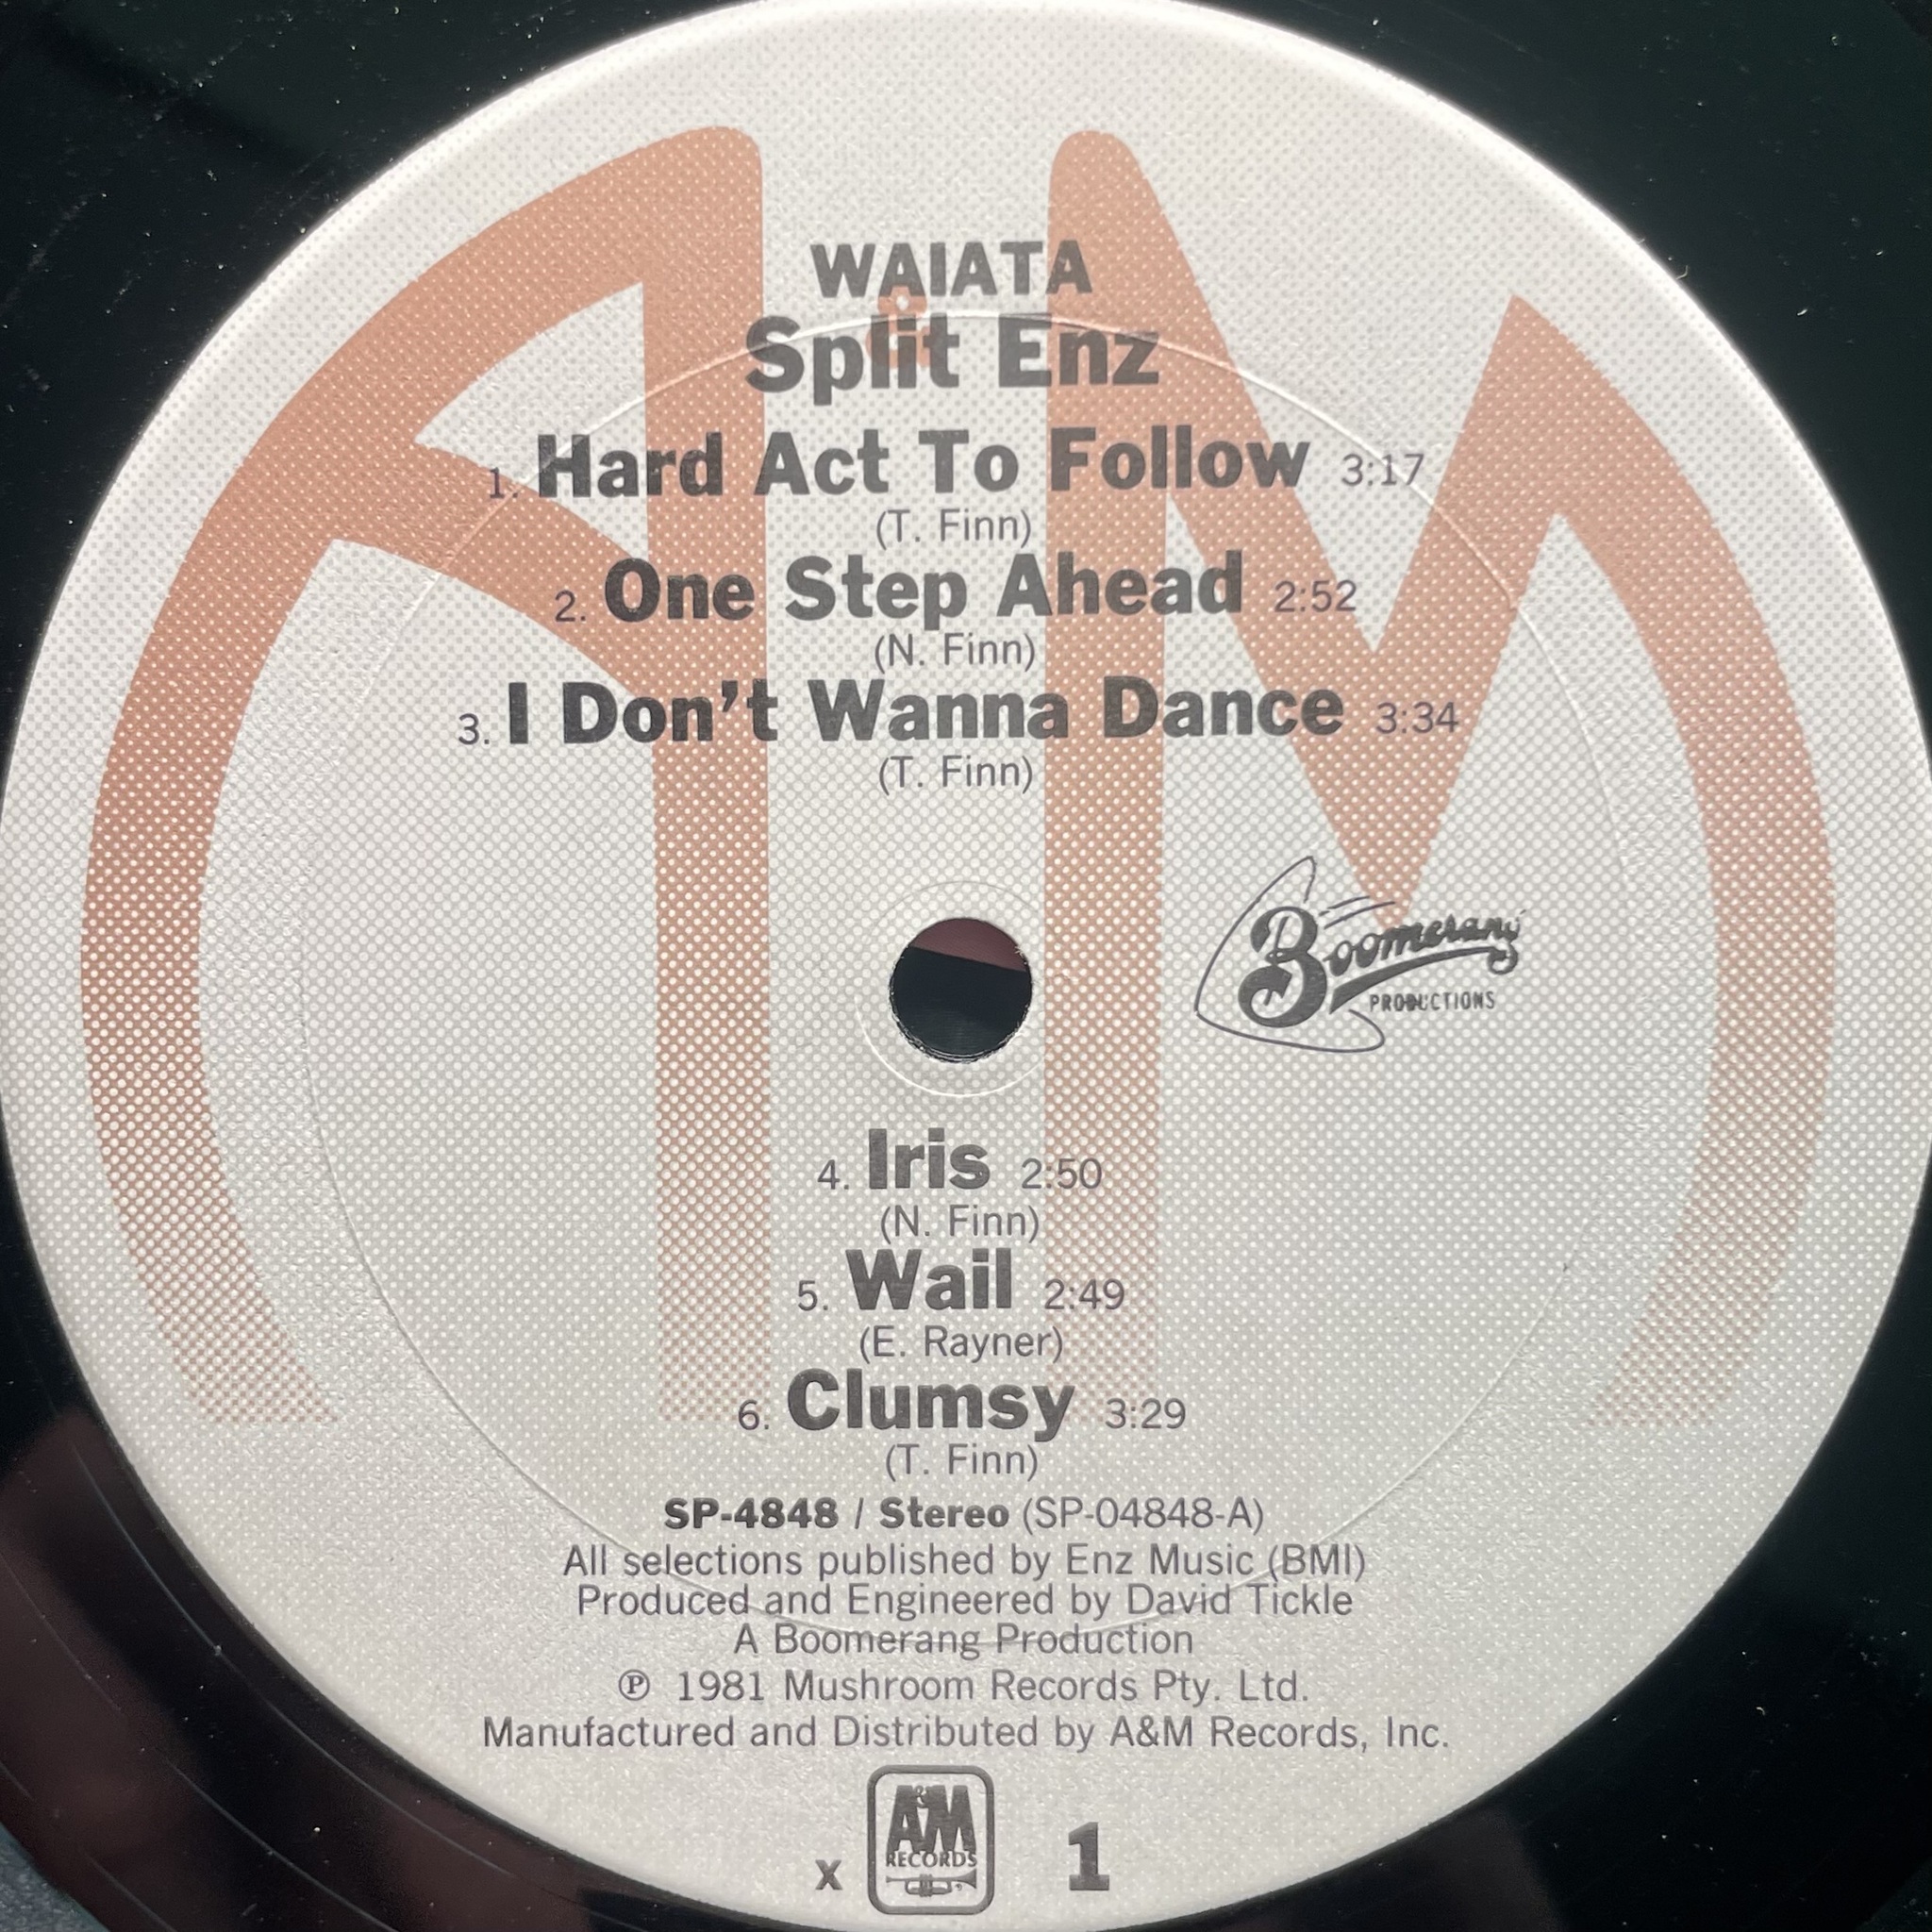 WAIATA
Split Enz
1. Hard Act To Follow 3:17
(T. Finn)
2. One Step Ahead 2:52
(N. Finn)
3. I Don't Wanna Dance 3:34
(T. Finn)
Boomerang
PRODUCTIONS
4. Iris 2:50
(N. Finn)
5. Wail 2:49
(E. Rayner)
6. Clumsy 3:29
(T. Finn)
SP-4848 / Stereo (SP-04848-A)
All selections published by Enz Music (BMI)
Produced and Engineered by David Tickle
A Boomerang Production
℗ 1981 Mushroom Records Pty. Ltd.
Manufactured and Distributed by A&M Records, Inc.
A&M
RECORDS
x 1
A&M